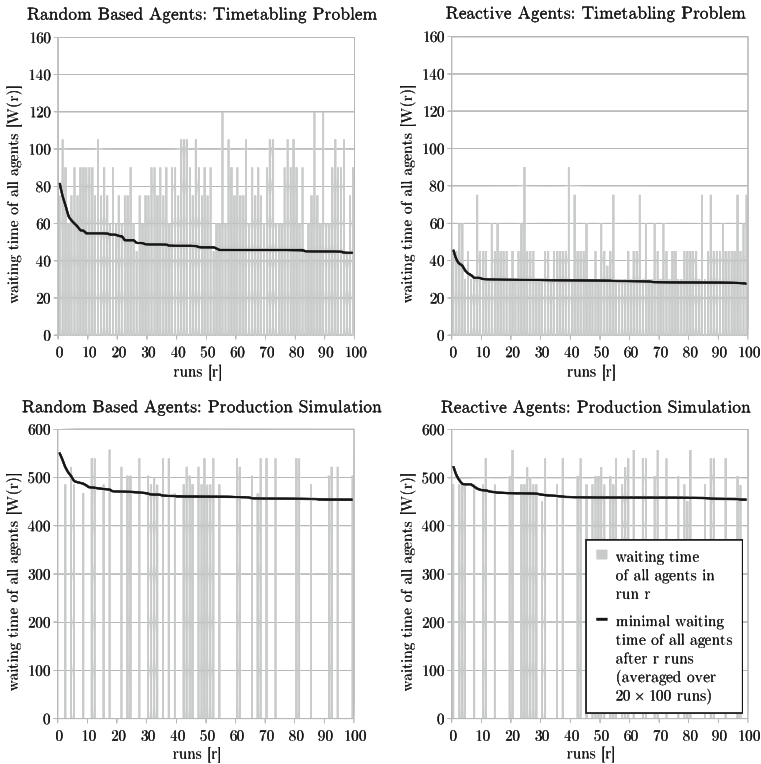 Random Based Agents: Timetabling Problem
waiting time of all agents [W(r)]
160
140
120
100
80
60
40
20
0
0 10 20 30 40 50 60 70 80 90 100
runs [r]
Reactive Agents: Timetabling Problem
waiting time of all agents [W(r)]
160
140
120
100
80
60
40
20
0
0 10 20 30 40 50 60 70 80 90 100
runs [r]
Random Based Agents: Production Simulation
waiting time of all agents [W(r)]
600
500
400
300
200
100
0
0 10 20 30 40 50 60 70 80 90 100
runs [r]
Reactive Agents: Production Simulation
waiting time of all agents [W(r)]
600
500
400
300
200
100
0
0 10 20 30 40 50 60 70 80 90 100
runs [r]
waiting time
of all agents in
run r
minimal waiting
time of all agents
after r runs
(averaged over
20 × 100 runs)